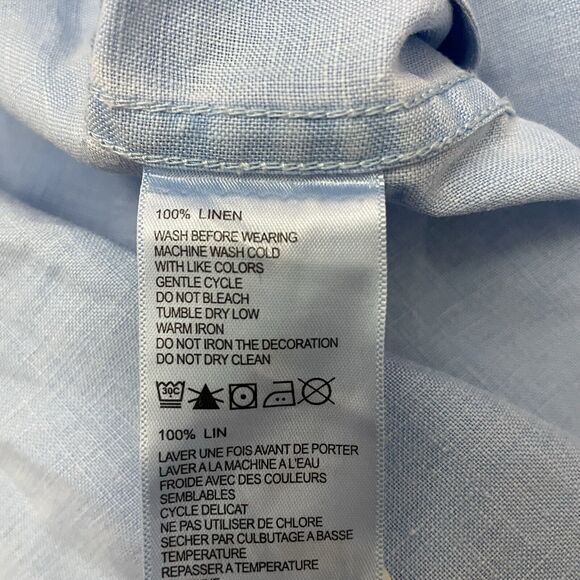 100% LINEN
WASH BEFORE WEARING
MACHINE WASH COLD
WITH LIKE COLORS
GENTLE CYCLE
DO NOT BLEACH
TUMBLE DRY LOW
WARM IRON
DO NOT IRON THE DECORATION
DO NOT DRY CLEAN
30C
100% LIN
LAVER UNE FOIS AVANT DE PORTER
LAVER A LA MACHINE A L'EAU
FROIDE AVEC DES COULEURS
SEMBLABLES
CYCLE DELICAT
NE PAS UTILISER DE CHLORE
SECHER PAR CULBUTAGE A BASSE
TEMPERATURE
REPASSER A TEMPERATURE